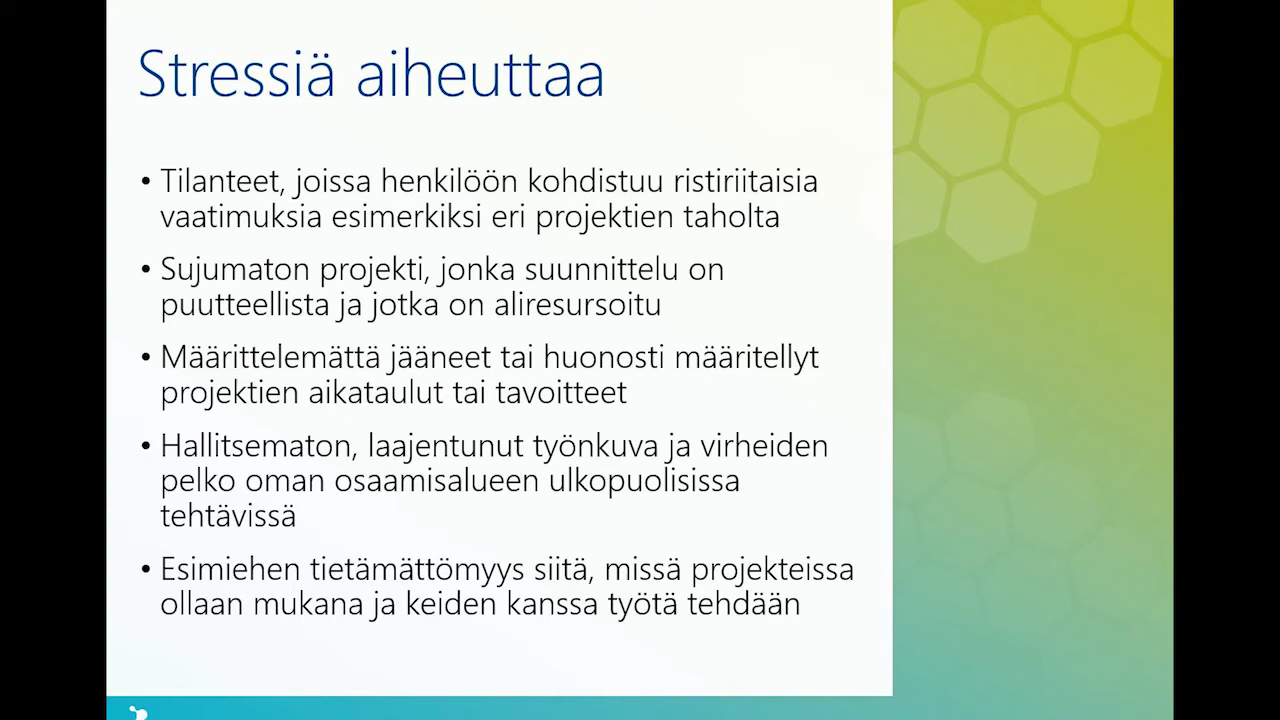 Stressiä aiheuttaa
• Tilanteet, joissa henkilöön kohdistuu ristiriitaisia
vaatimuksia esimerkiksi eri projektien taholta
• Sujumaton projekti, jonka suunnittelu on
puutteellista ja jotka on aliresursoitu
• Määrittelemättä jääneet tai huonosti määritellyt
projektien aikataulut tai tavoitteet
• Hallitsematon, laajentunut työnkuva ja virheiden
pelko oman osaamisalueen ulkopuolisissa
tehtävissä
• Esimiehen tietämättömyys siitä, missä projekteissa
ollaan mukana ja keiden kanssa työtä tehdään